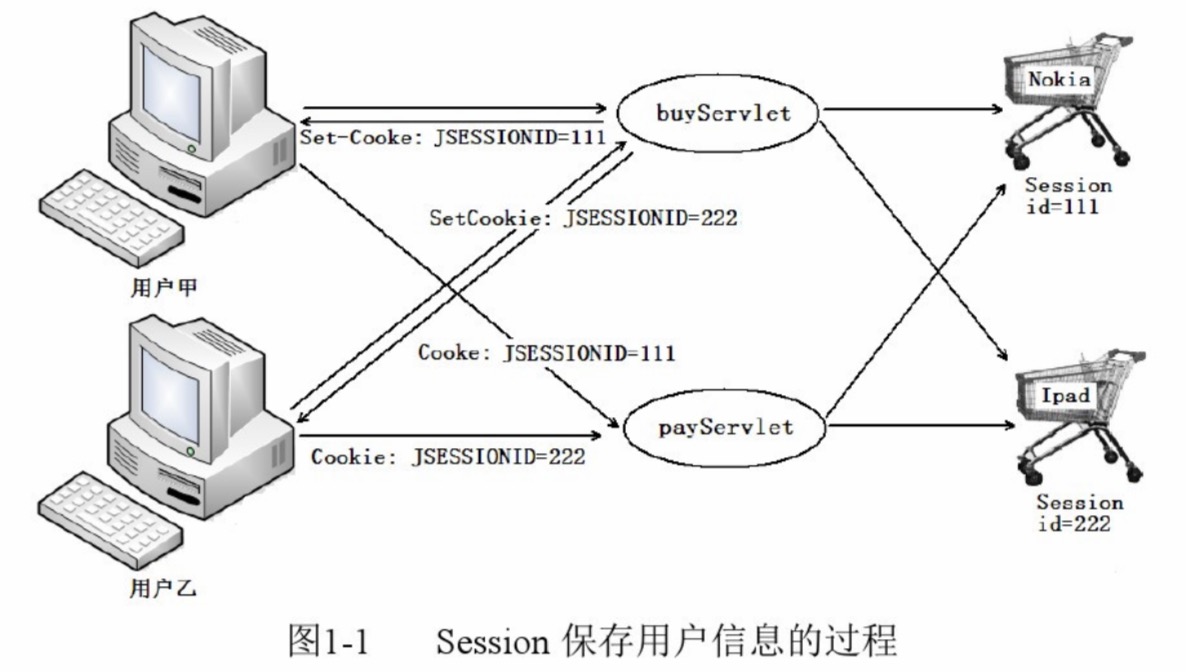 buyServlet
Nokia
Set-Cooke: JSESSIONID=111
Session
id=111
SetCookie: JSESSIONID=222
用户甲
Cooke: JSESSIONID=111
Ipad
payServlet
Cookie: JSESSIONID=222
Session
id=222
用户乙
图1-1 Session 保存用户信息的过程